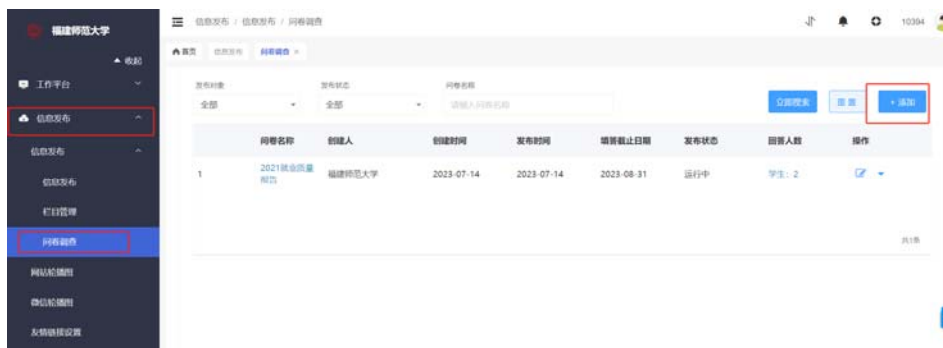 福建师范大学
收起
工作平台
信息发布
信息发布
信息发布
栏目管理
问卷调查
网站轮播图
微信轮播图
友情链接设置
信息发布 / 信息发布 / 问卷调查
10394
首页 信息发布 问卷调查 ×
发布对象 发布状态 问卷名称
全部 全部 请输入问卷名称 立即搜索 重置 + 添加
问卷名称 创建人 创建时间 发布时间 填答截止日期 发布状态 回答人数 操作
1 2021就业质量报告 福建师范大学 2023-07-14 2023-07-14 2023-08-31 运行中 学生：2
共1条